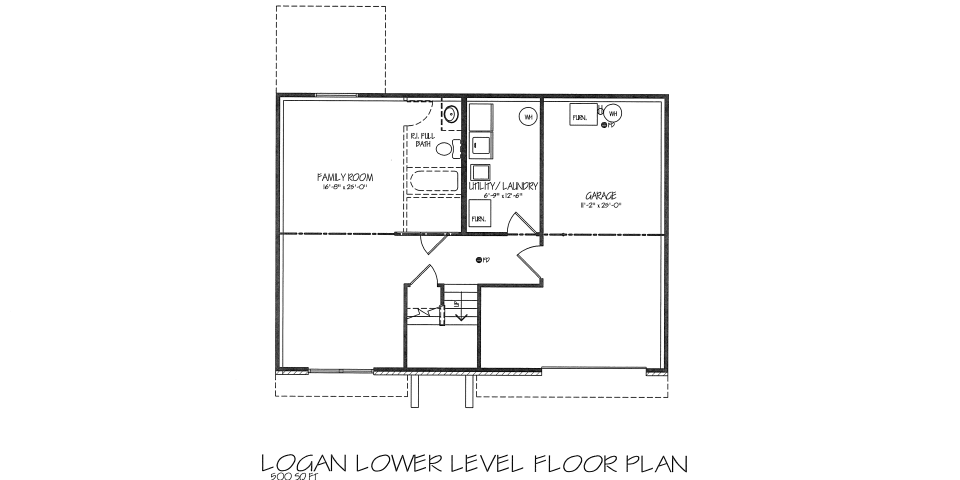 WH
FURN.
WH
FD
R.I. FULL
BATH
FAMILY ROOM
16'-8" x 25'-0"
UTILITY/ LAUNDRY
6'-9" x 12'-6"
GARAGE
11'-2" x 25'-0"
FURN.
FD
UP
LOGAN LOWER LEVEL FLOOR PLAN
500 SQ FT